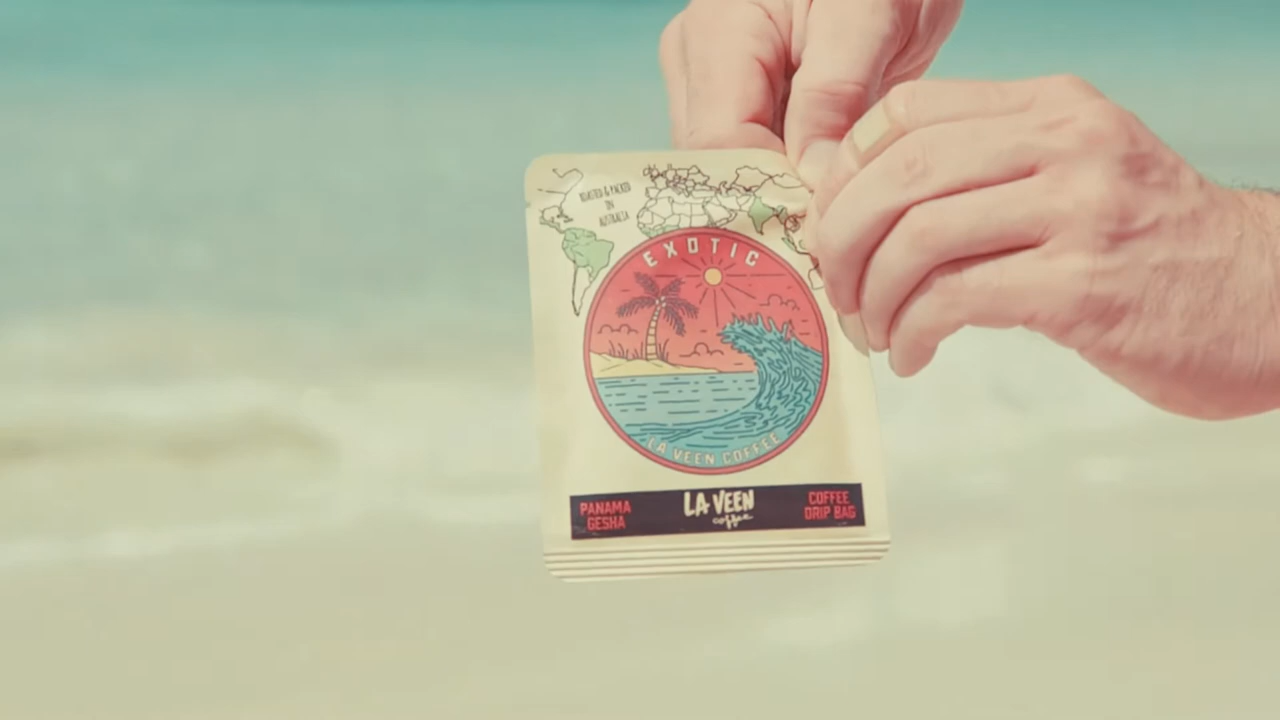 ROASTED & PACKED
IN
AUSTRALIA
EXOTIC
LA VEEN COFFEE
PANAMA
GESHA
LA VEEN
coffee
COFFEE
DRIP BAG